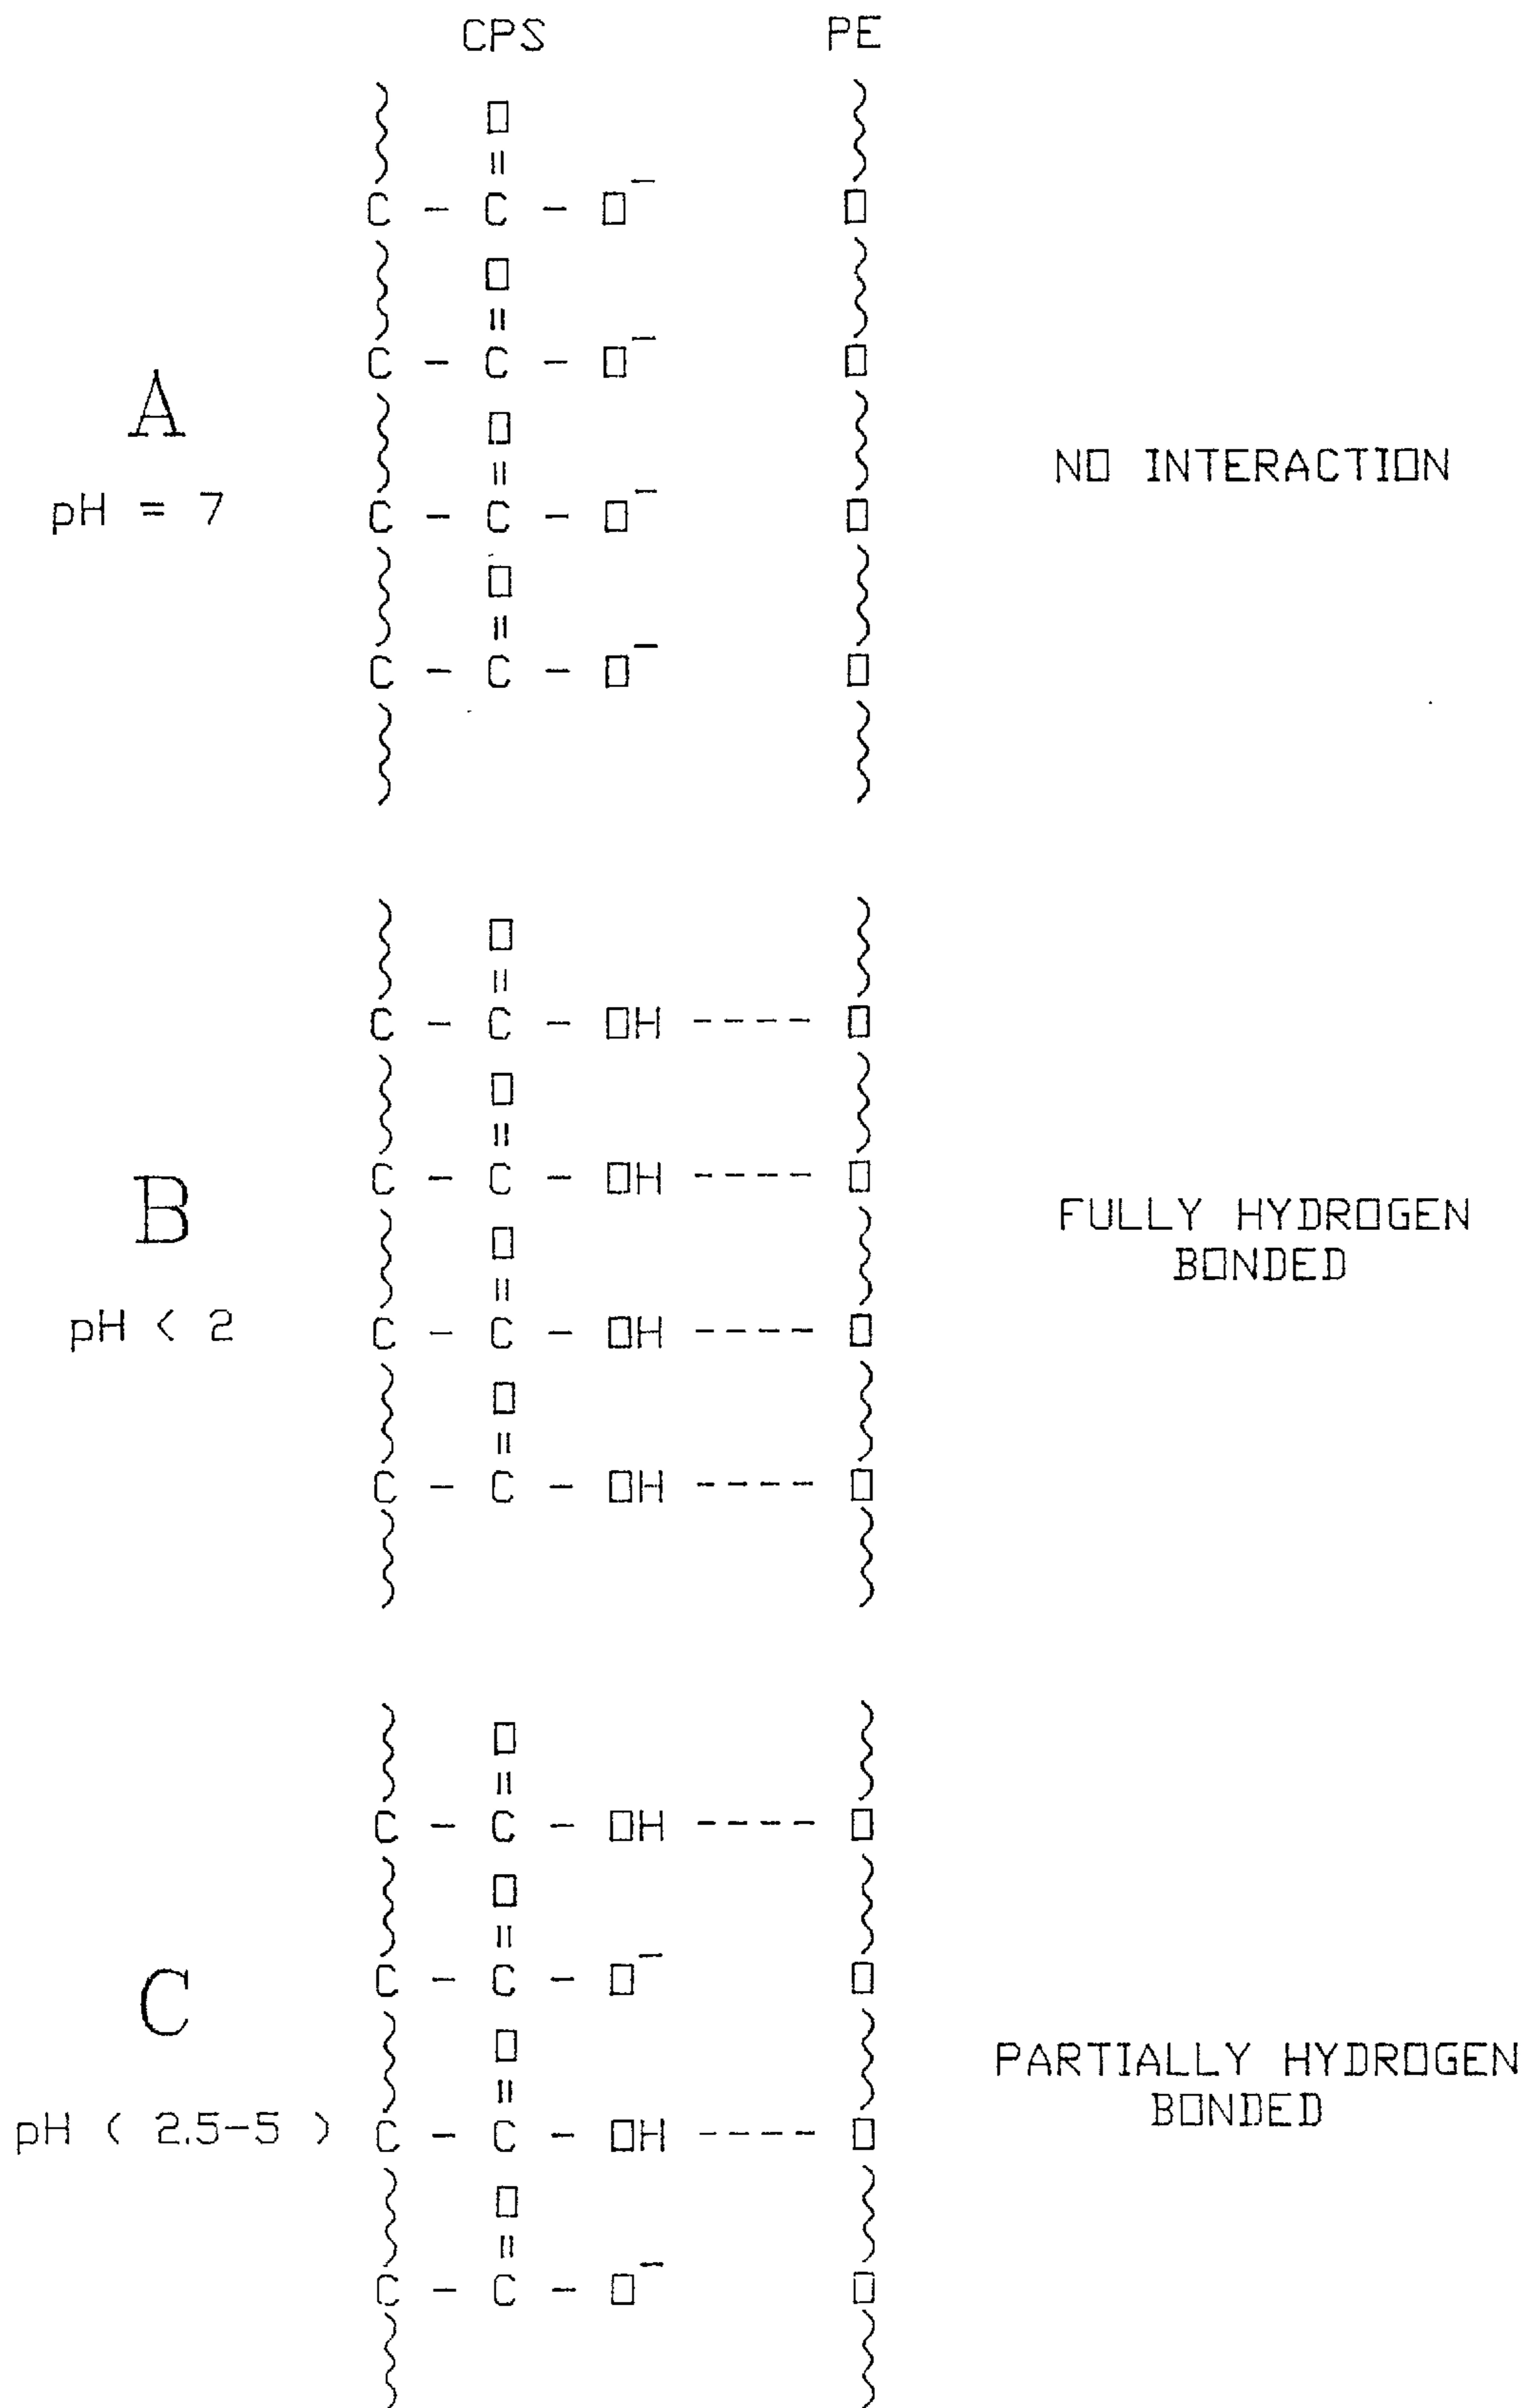 CPS PE
O
=
C - C - O⁻ O
O
=
C - C - O⁻ O
A
O
NO INTERACTION
=
pH = 7
C - C - O⁻ O
O
=
C - C - O⁻ O
O
=
C - C - OH ---- O
O
=
C - C - OH ---- O
B
FULLY HYDROGEN
O
BONDED
=
pH < 2
C - C - OH ---- O
O
=
C - C - OH ---- O
O
=
C - C - OH ---- O
O
=
C - C - O⁻ O
C
O
PARTIALLY HYDROGEN
=
BONDED
pH ( 2.5-5 )
C - C - OH ---- O
O
=
C - C - O⁻ O